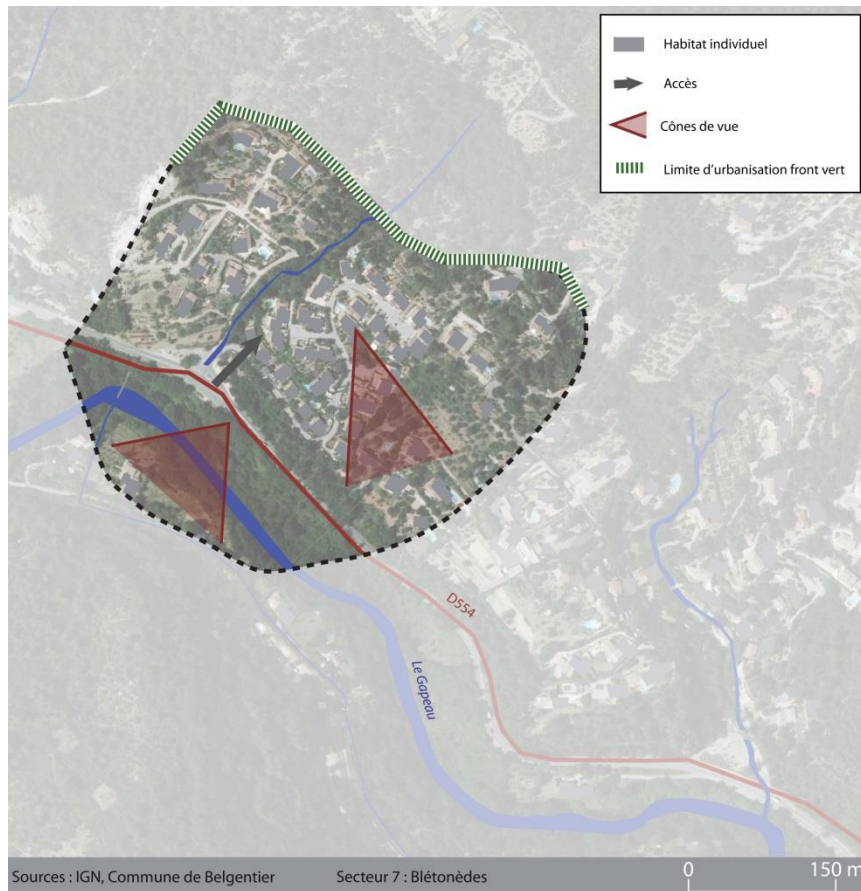 Habitat individuel
Accès
Cônes de vue
Limite d'urbanisation front vert
D554
Le Gapeau
Sources : IGN, Commune de Belgentier
Secteur 7 : Blétonèdes
0
150 m